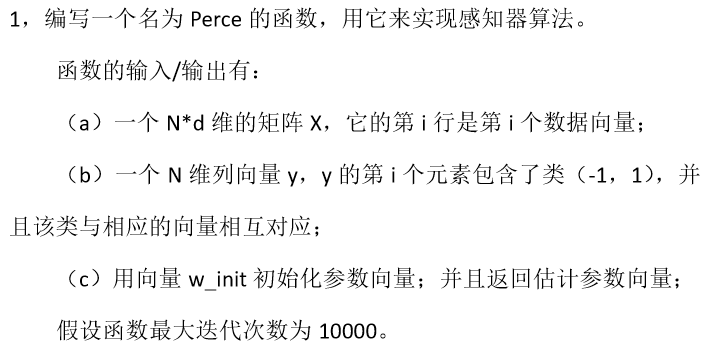 1，编写一个名为 Perce 的函数，用它来实现感知器算法。
函数的输入/输出有：
（a）一个 N*d 维的矩阵 X，它的第 i 行是第 i 个数据向量；
（b）一个 N 维列向量 y，y 的第 i 个元素包含了类（-1，1），并
且该类与相应的向量相互对应；
（c）用向量 w_init 初始化参数向量；并且返回估计参数向量；
假设函数最大迭代次数为 10000。